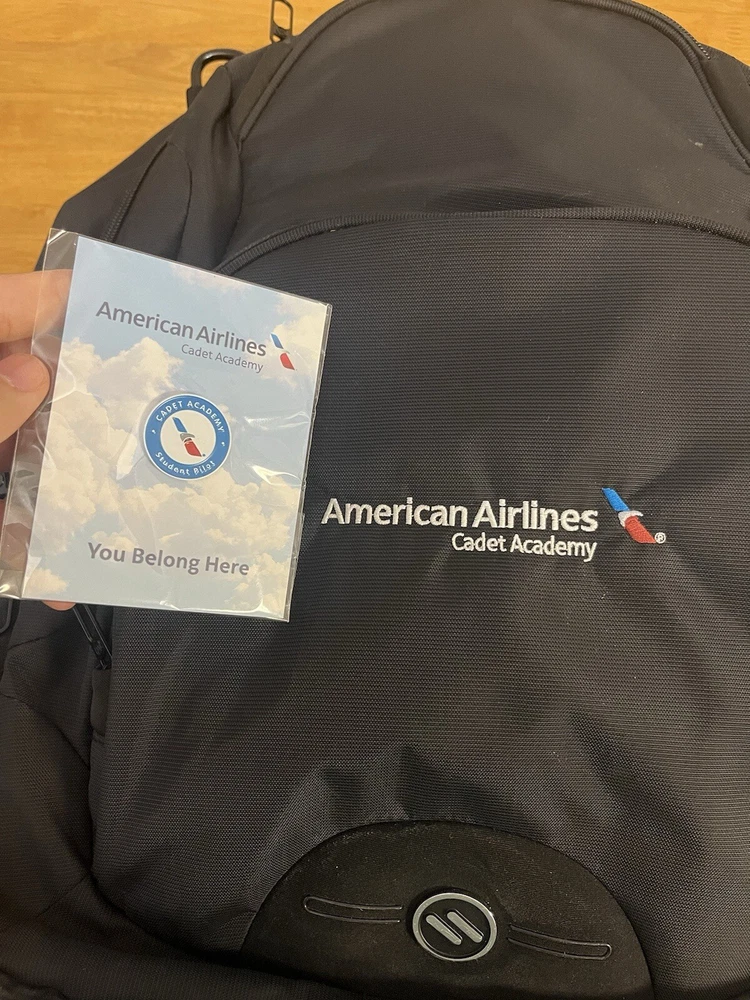 American Airlines
Cadet Academy
CADET ACADEMY
Student Pilot
You Belong Here
American Airlines
Cadet Academy ®